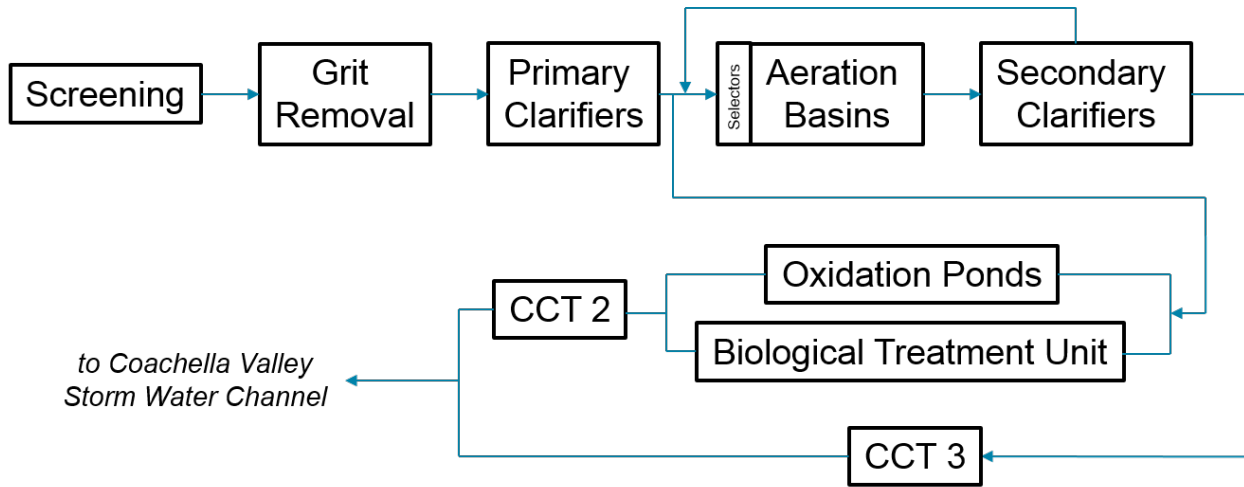 Screening
Grit
Removal
Primary
Clarifiers
Selectors
Aeration
Basins
Secondary
Clarifiers
Oxidation Ponds
CCT 2
Biological Treatment Unit
to Coachella Valley
Storm Water Channel
CCT 3